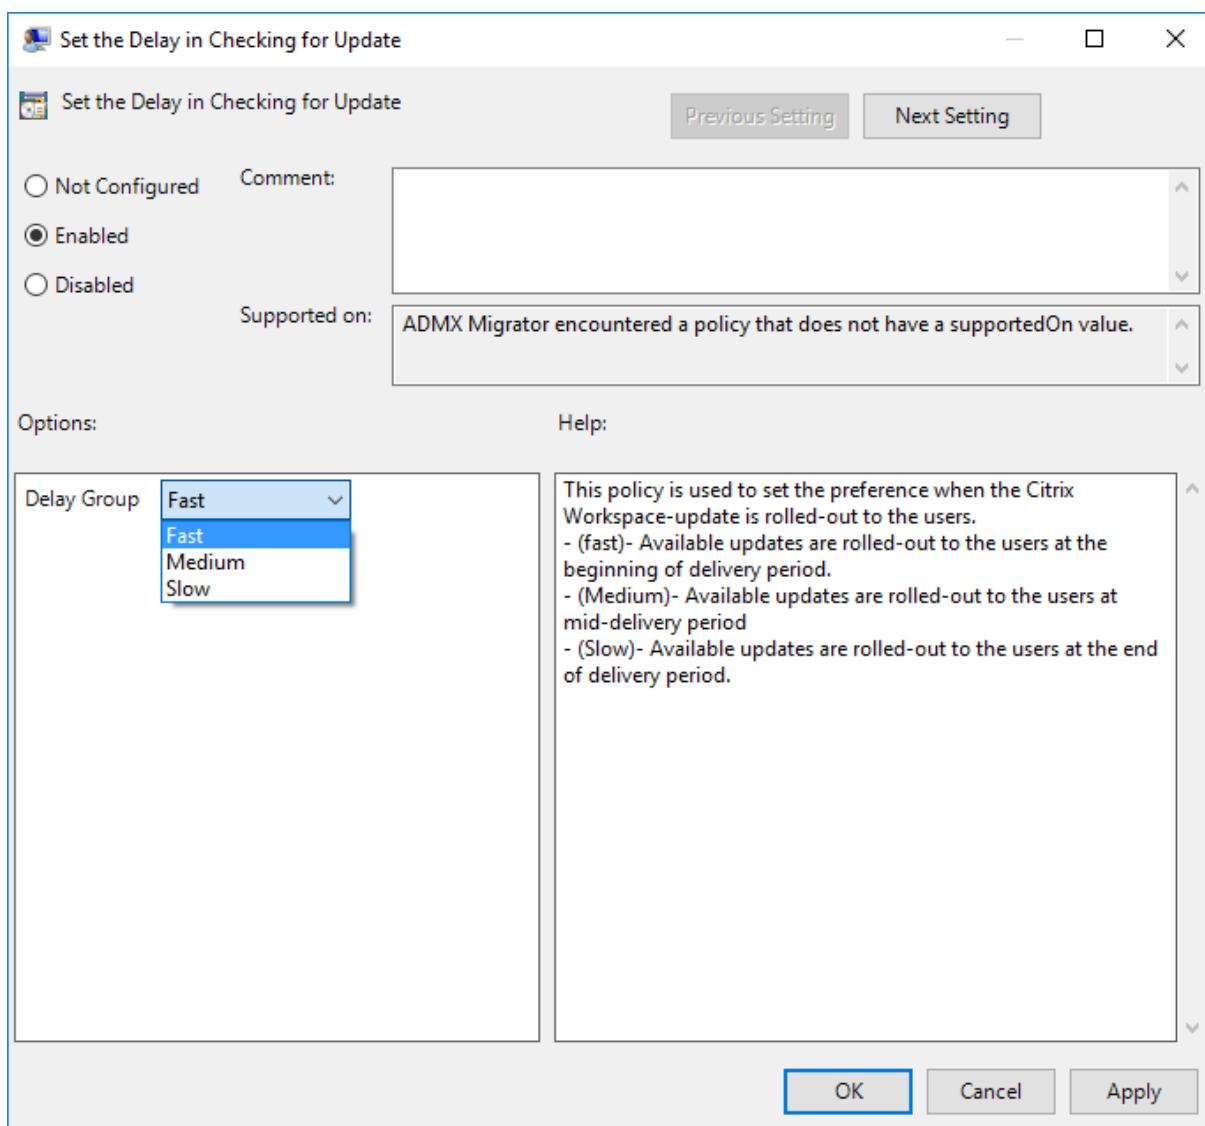 Set the Delay in Checking for Update
Set the Delay in Checking for Update
Previous Setting
Next Setting
Not Configured
Enabled
Disabled
Comment:
Supported on:
ADMX Migrator encountered a policy that does not have a supportedOn value.
Options:
Help:
Delay Group
Fast
Fast
Medium
Slow
This policy is used to set the preference when the Citrix
Workspace-update is rolled-out to the users.
- (fast)- Available updates are rolled-out to the users at the
beginning of delivery period.
- (Medium)- Available updates are rolled-out to the users at
mid-delivery period
- (Slow)- Available updates are rolled-out to the users at the end
of delivery period.
OK
Cancel
Apply